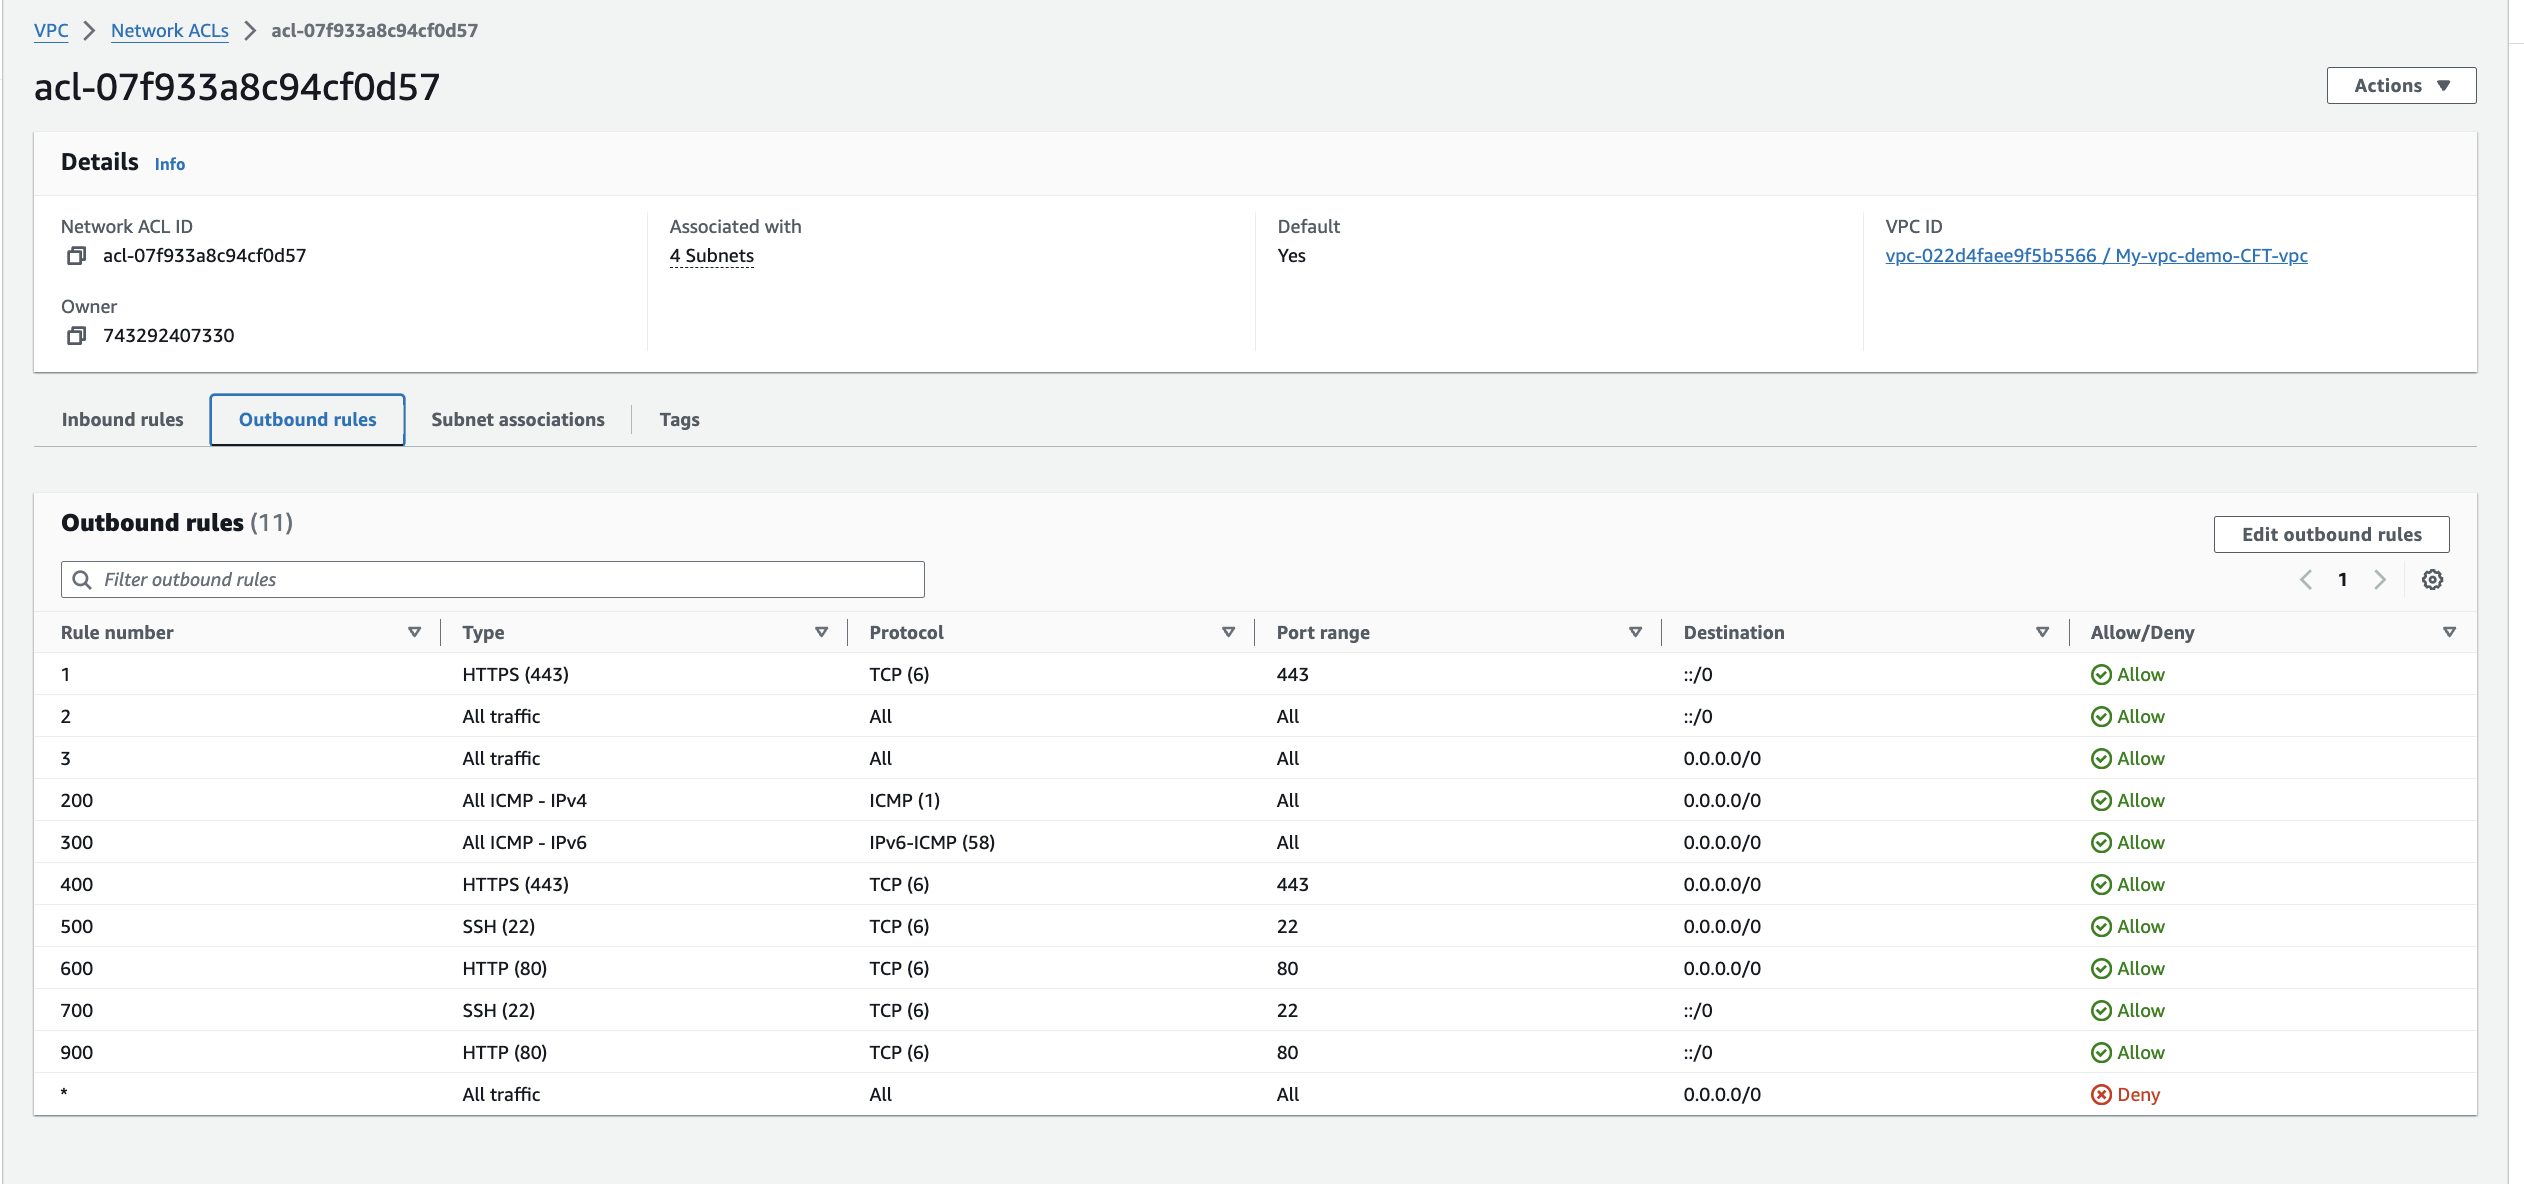 VPC > Network ACLs > acl-07f933a8c94cf0d57
acl-07f933a8c94cf0d57
Actions
Details Info
Network ACL ID
acl-07f933a8c94cf0d57
Associated with
4 Subnets
Default
Yes
VPC ID
vpc-022d4faee9f5b5566 / My-vpc-demo-CFT-vpc
Owner
743292407330
Inbound rules Outbound rules Subnet associations Tags
Outbound rules (11)
Edit outbound rules
Filter outbound rules
1
Rule number Type Protocol Port range Destination Allow/Deny
1 HTTPS (443) TCP (6) 443 ::/0 Allow
2 All traffic All All ::/0 Allow
3 All traffic All All 0.0.0.0/0 Allow
200 All ICMP - IPv4 ICMP (1) All 0.0.0.0/0 Allow
300 All ICMP - IPv6 IPv6-ICMP (58) All 0.0.0.0/0 Allow
400 HTTPS (443) TCP (6) 443 0.0.0.0/0 Allow
500 SSH (22) TCP (6) 22 0.0.0.0/0 Allow
600 HTTP (80) TCP (6) 80 0.0.0.0/0 Allow
700 SSH (22) TCP (6) 22 ::/0 Allow
900 HTTP (80) TCP (6) 80 ::/0 Allow
* All traffic All All 0.0.0.0/0 Deny